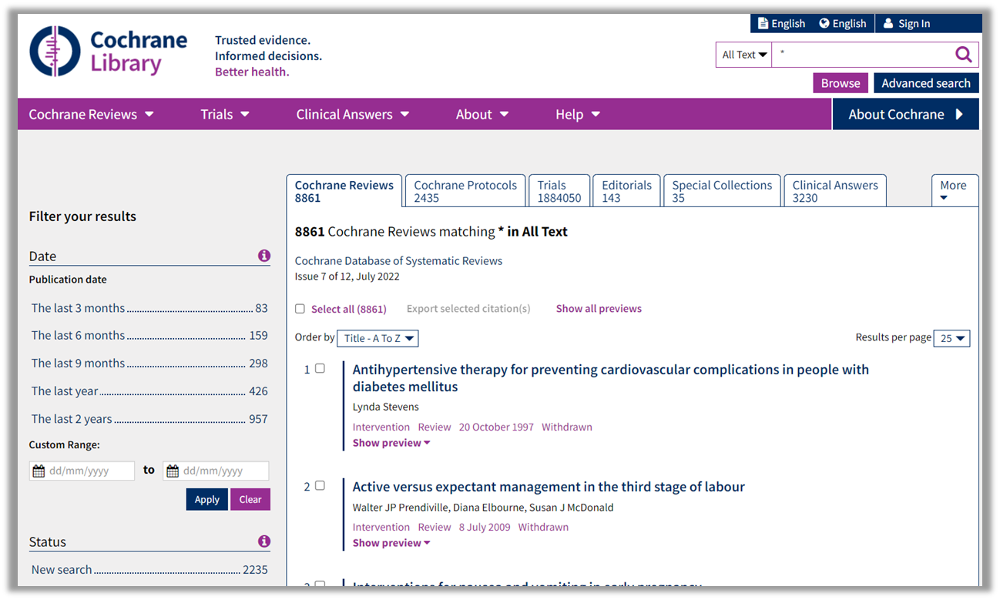 English English Sign In
Cochrane
Library
Trusted evidence.
Informed decisions.
Better health.
All Text *
Browse Advanced search
Cochrane Reviews Trials Clinical Answers About Help About Cochrane
Filter your results
Date
Publication date
The last 3 months 83
The last 6 months 159
The last 9 months 298
The last year 426
The last 2 years 957
Custom Range:
dd/mm/yyyy to dd/mm/yyyy
Apply Clear
Status
New search 2235
Cochrane Reviews
8861
Cochrane Protocols
2435
Trials
1884050
Editorials
143
Special Collections
35
Clinical Answers
3230
More
8861 Cochrane Reviews matching * in All Text
Cochrane Database of Systematic Reviews
Issue 7 of 12, July 2022
Select all (8861) Export selected citation(s) Show all previews
Order by Title - A To Z Results per page 25
1 Antihypertensive therapy for preventing cardiovascular complications in people with
diabetes mellitus
Lynda Stevens
Intervention Review 20 October 1997 Withdrawn
Show preview
2 Active versus expectant management in the third stage of labour
Walter JP Prendiville, Diana Elbourne, Susan J McDonald
Intervention Review 8 July 2009 Withdrawn
Show preview
3 Interventions for nausea and vomiting in early pregnancy